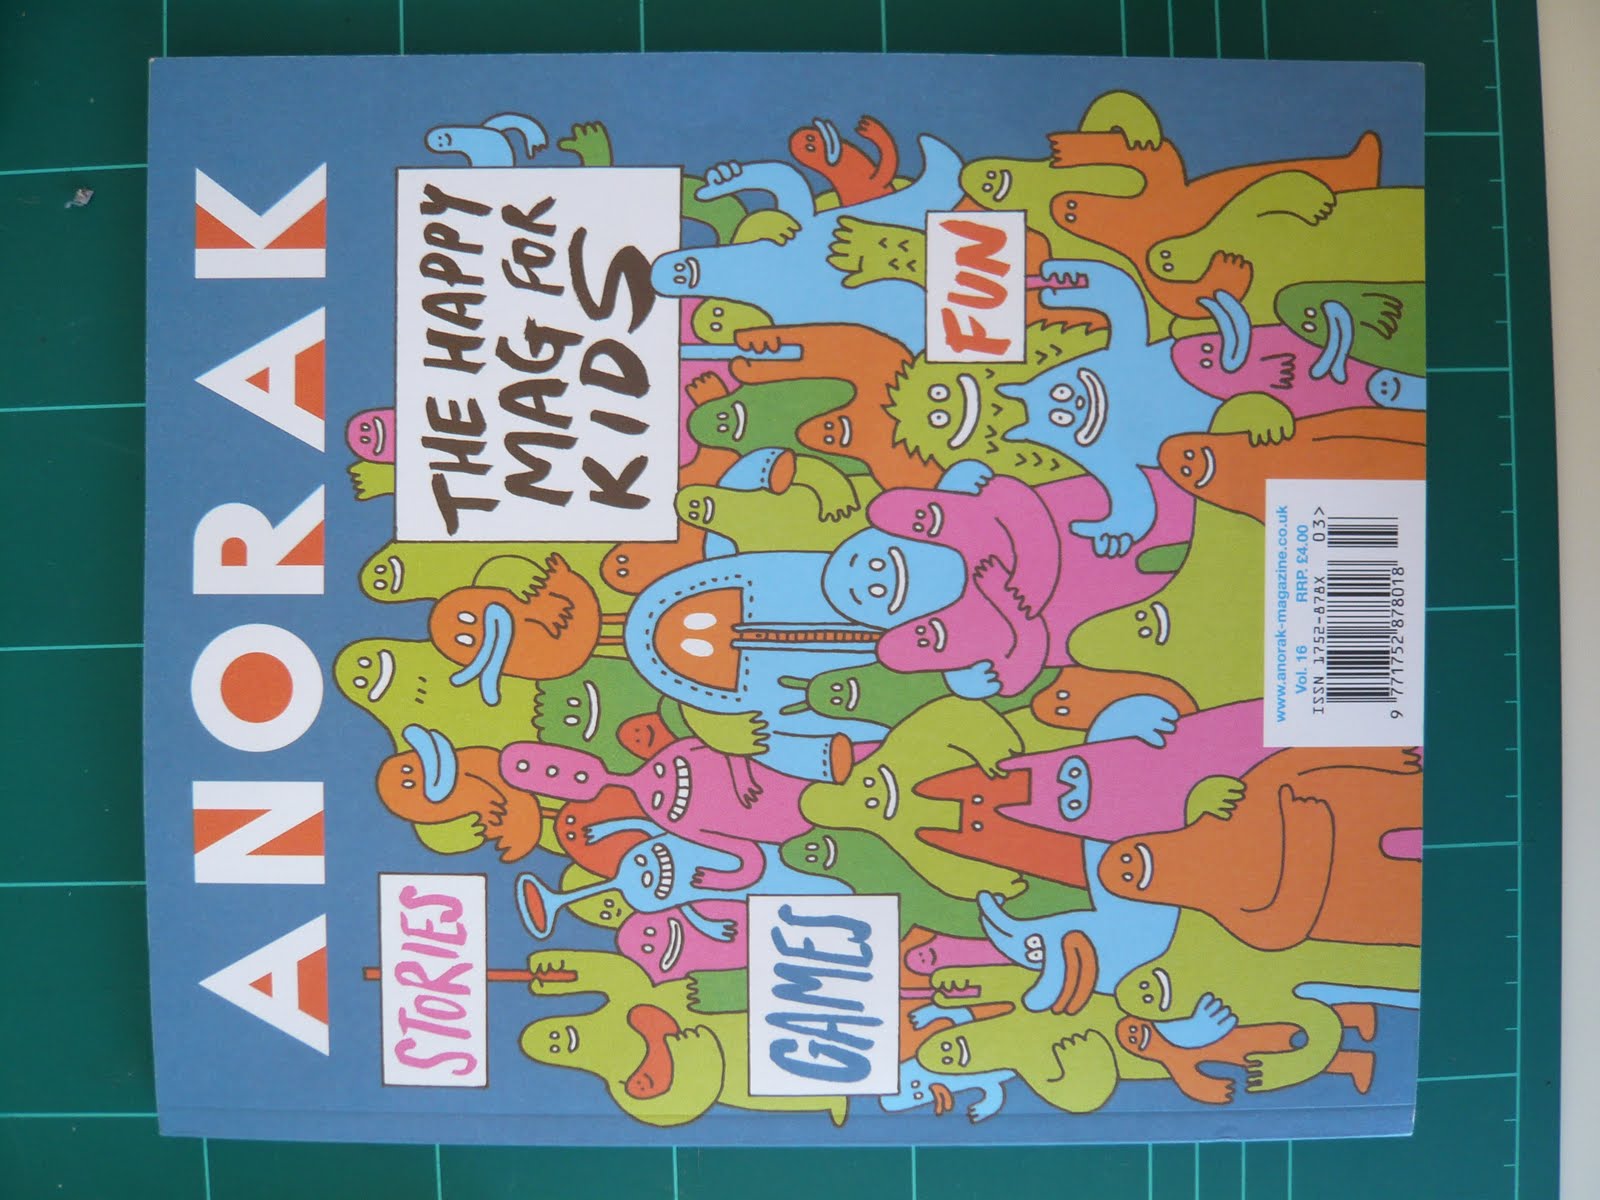 ANORAK
THE HAPPY
MAG FOR
KIDS
STORIES
GAMES
FUN
www.anorak-magazine.co.uk
Vol. 16 RRP. £4.00
ISSN 1752-878X 03>
9 771752 878018